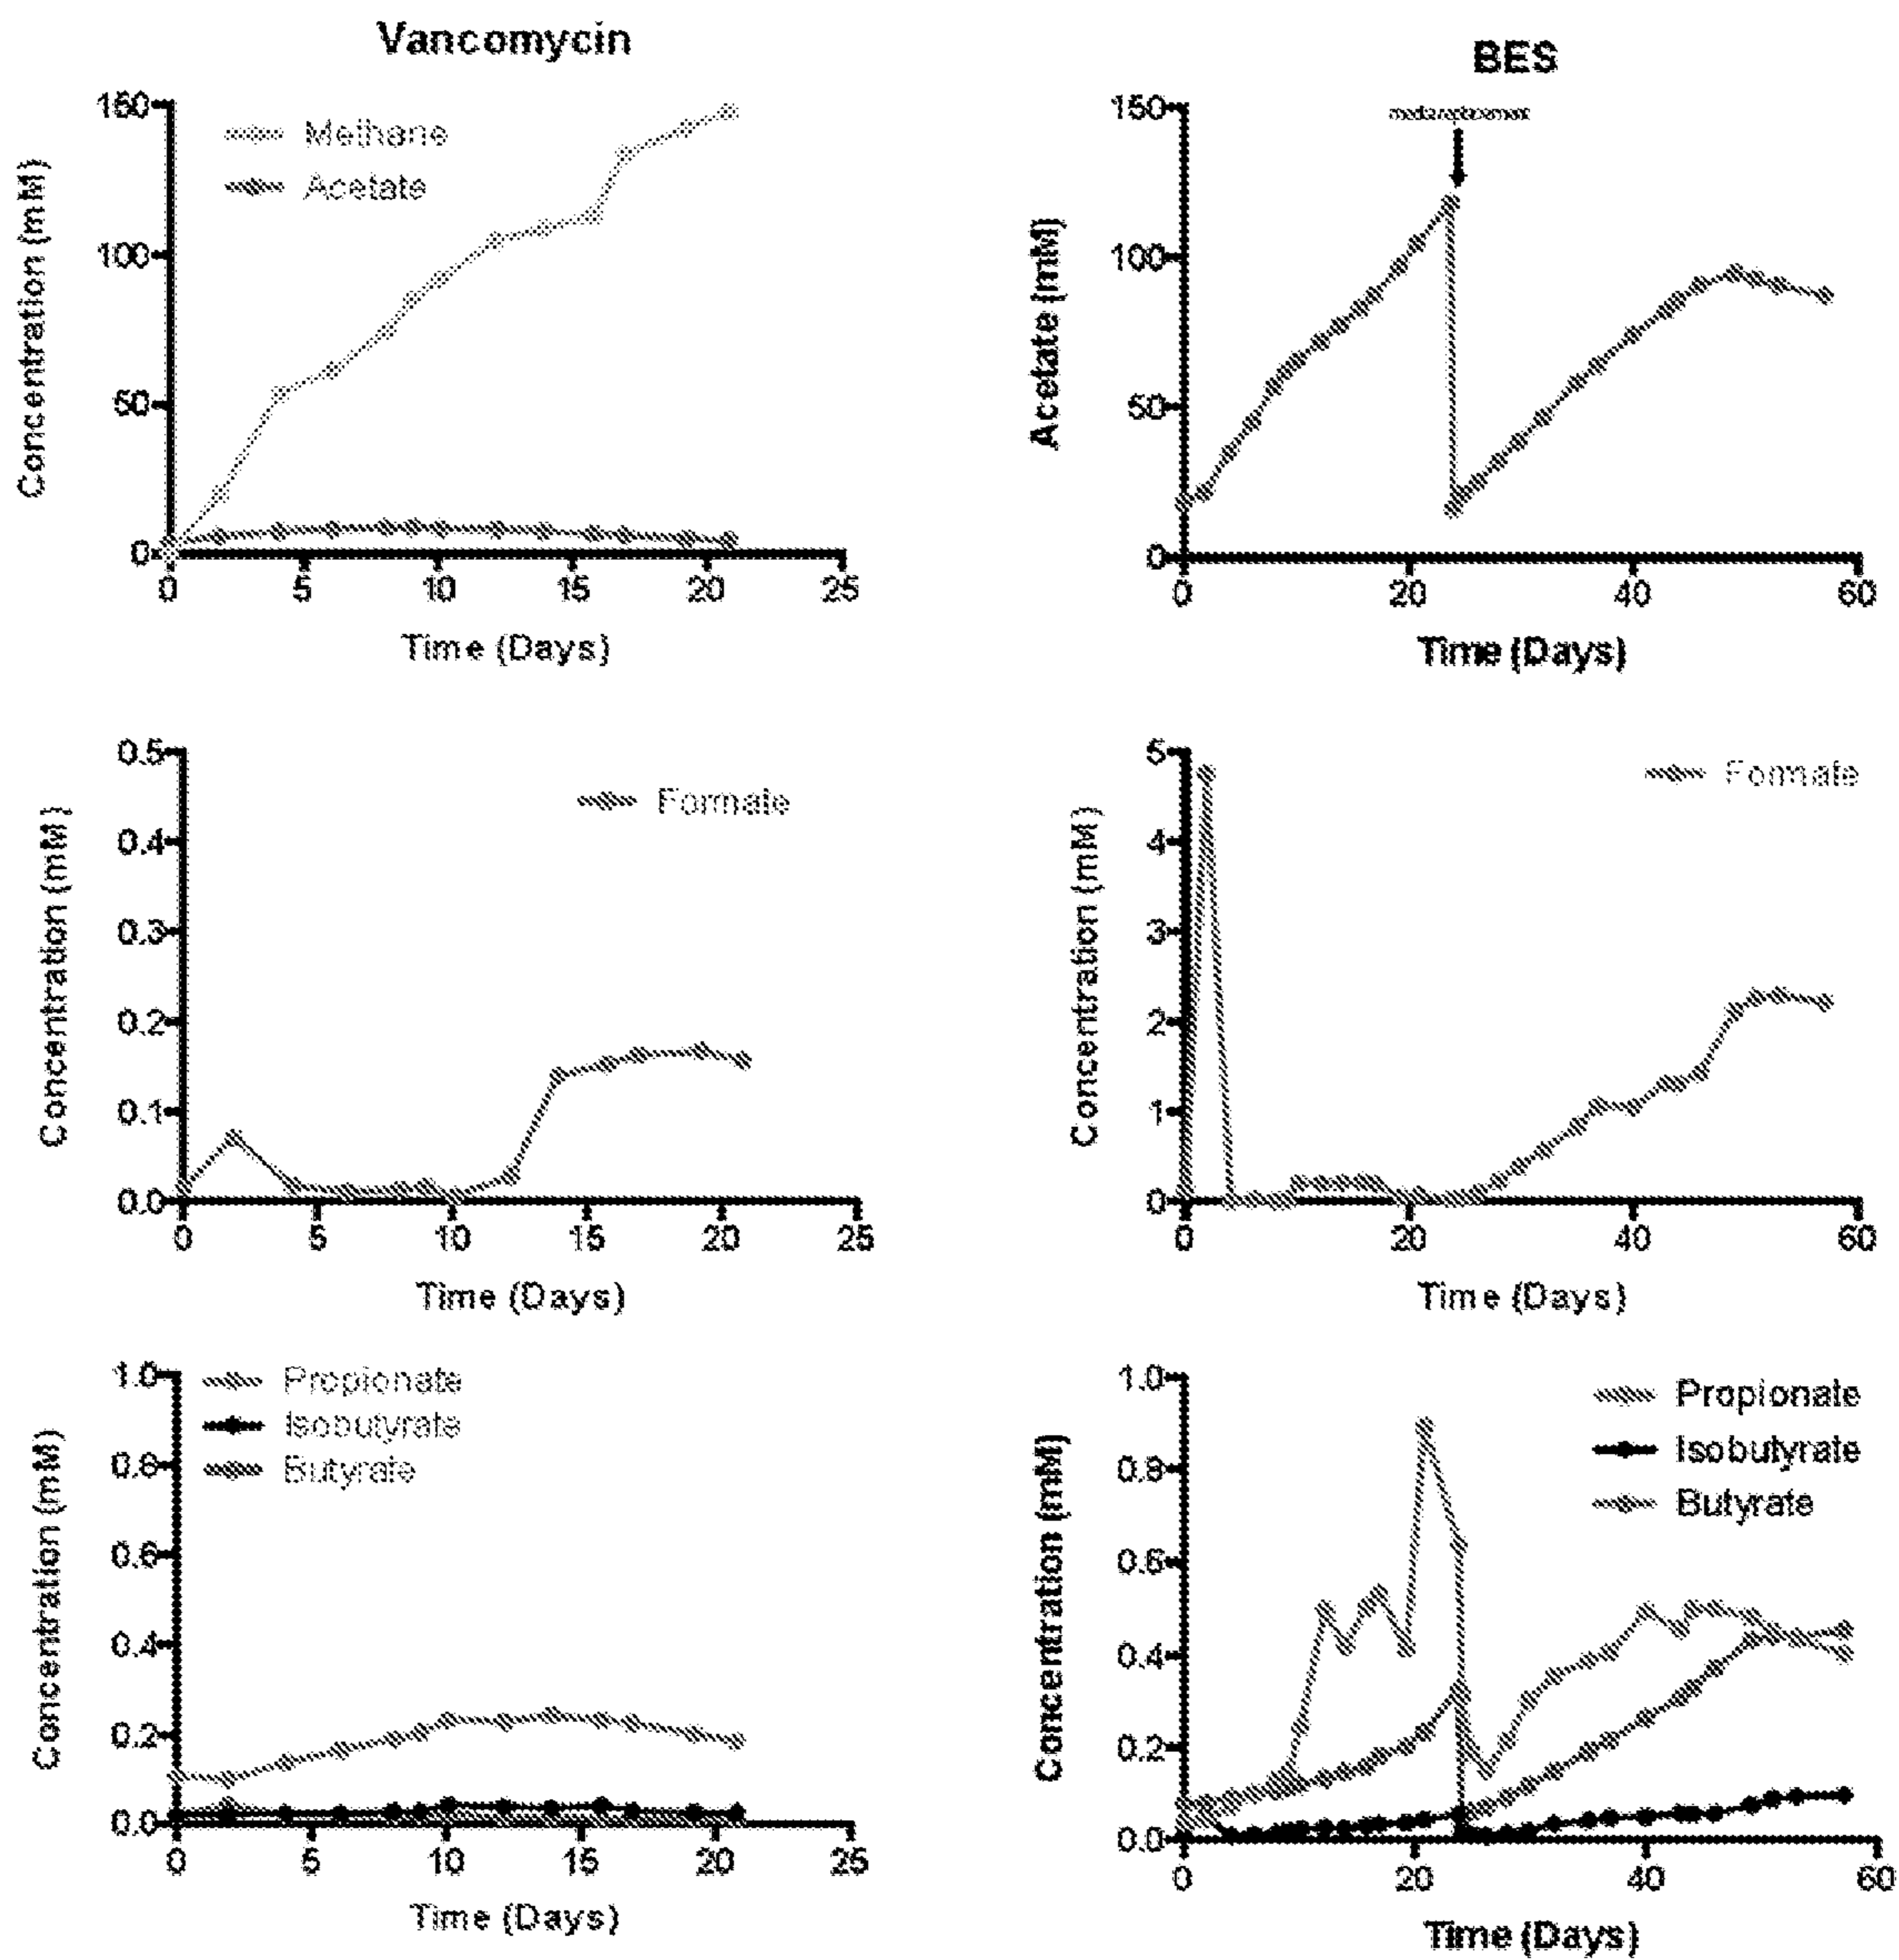 Vancomycin
150
100
50
0
Concentration (mM)
Methane
Acetate
0 5 10 15 20 25
Time (Days)
BES
media replacement
150
100
50
0
Acetate (mM)
0 20 40 60
Time (Days)
0.5
0.4
0.3
0.2
0.1
0.0
Concentration (mM)
Formate
0 5 10 15 20 25
Time (Days)
5
4
3
2
1
0
Concentration (mM)
Formate
0 20 40 60
Time (Days)
1.0
0.8
0.6
0.4
0.2
0.0
Concentration (mM)
Propionate
Isobutyrate
Butyrate
0 5 10 15 20 25
Time (Days)
1.0
0.8
0.6
0.4
0.2
0.0
Concentration (mM)
Propionate
Isobutyrate
Butyrate
0 20 40 60
Time (Days)